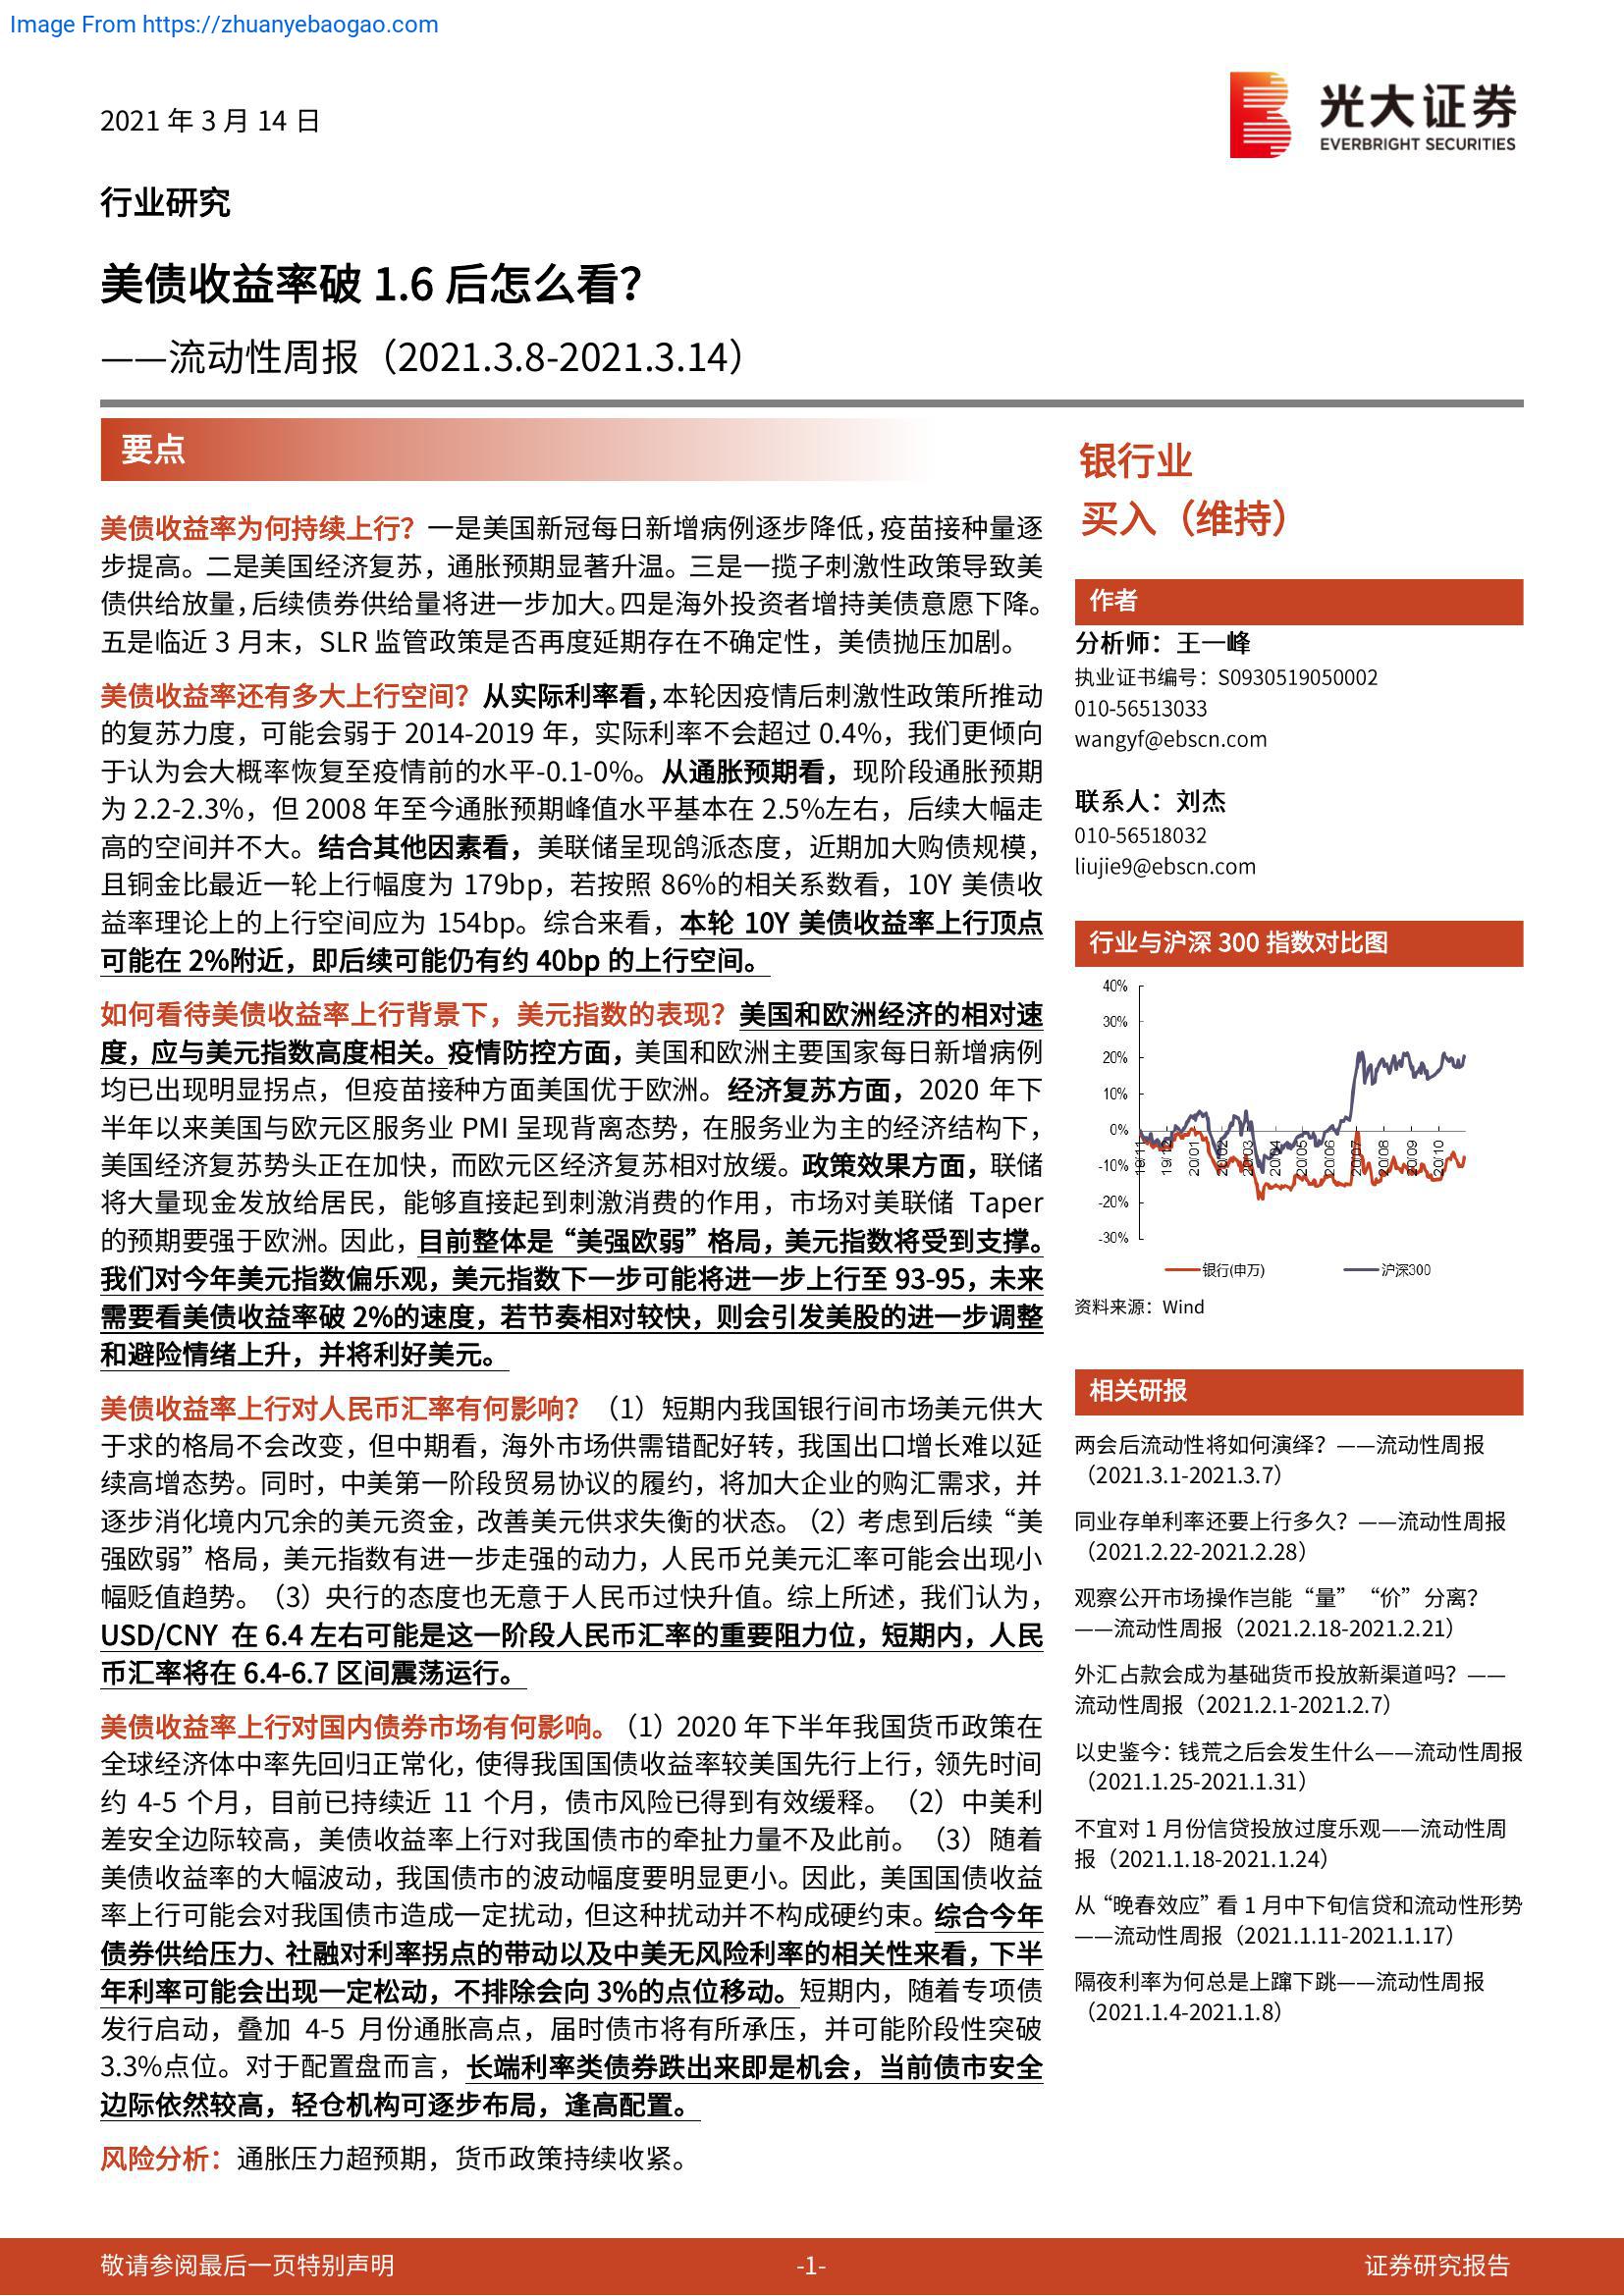 Image From https://zhuanyebaogao.com
2021 年 3 月 14 日
光大证券
EVERBRIGHT SECURITIES
行业研究
美债收益率破 1.6 后怎么看？
——流动性周报（2021.3.8-2021.3.14）
要点
美债收益率为何持续上行？一是美国新冠每日新增病例逐步降低，疫苗接种量逐
步提高。二是美国经济复苏，通胀预期显著升温。三是一揽子刺激性政策导致美
债供给放量，后续债券供给量将进一步加大。四是海外投资者增持美债意愿下降。
五是临近 3 月末，SLR 监管政策是否再度延期存在不确定性，美债抛压加剧。
美债收益率还有多大上行空间？从实际利率看，本轮因疫情后刺激性政策所推动
的复苏力度，可能会弱于 2014-2019 年，实际利率不会超过 0.4%，我们更倾向
于认为会大概率恢复至疫情前的水平-0.1-0%。从通胀预期看，现阶段通胀预期
为 2.2-2.3%，但 2008 年至今通胀预期峰值水平基本在 2.5%左右，后续大幅走
高的空间并不大。结合其他因素看，美联储呈现鸽派态度，近期加大购债规模，
且铜金比最近一轮上行幅度为 179bp，若按照 86%的相关系数看，10Y 美债收
益率理论上的上行空间应为 154bp。综合来看，本轮 10Y 美债收益率上行顶点
可能在 2%附近，即后续可能仍有约 40bp 的上行空间。
如何看待美债收益率上行背景下，美元指数的表现？美国和欧洲经济的相对速
度，应与美元指数高度相关。疫情防控方面，美国和欧洲主要国家每日新增病例
均已出现明显拐点，但疫苗接种方面美国优于欧洲。经济复苏方面，2020 年下
半年以来美国与欧元区服务业 PMI 呈现背离态势，在服务业为主的经济结构下，
美国经济复苏势头正在加快，而欧元区经济复苏相对放缓。政策效果方面，联储
将大量现金发放给居民，能够直接起到刺激消费的作用，市场对美联储 Taper
的预期要强于欧洲。因此，目前整体是“美强欧弱”格局，美元指数将受到支撑。
我们对今年美元指数偏乐观，美元指数下一步可能将进一步上行至 93-95，未来
需要看美债收益率破 2%的速度，若节奏相对较快，则会引发美股的进一步调整
和避险情绪上升，并将利好美元。
美债收益率上行对人民币汇率有何影响？（1）短期内我国银行间市场美元供大
于求的格局不会改变，但中期看，海外市场供需错配好转，我国出口增长难以延
续高增态势。同时，中美第一阶段贸易协议的履约，将加大企业的购汇需求，并
逐步消化境内冗余的美元资金，改善美元供求失衡的状态。（2）考虑到后续“美
强欧弱”格局，美元指数有进一步走强的动力，人民币兑美元汇率可能会出现小
幅贬值趋势。（3）央行的态度也无意于人民币过快升值。综上所述，我们认为，
USD/CNY 在 6.4 左右可能是这一阶段人民币汇率的重要阻力位，短期内，人民
币汇率将在 6.4-6.7 区间震荡运行。
美债收益率上行对国内债券市场有何影响。（1）2020 年下半年我国货币政策在
全球经济体中率先回归正常化，使得我国国债收益率较美国先行上行，领先时间
约 4-5 个月，目前已持续近 11 个月，债市风险已得到有效缓释。（2）中美利
差安全边际较高，美债收益率上行对我国债市的牵扯力量不及此前。（3）随着
美债收益率的大幅波动，我国债市的波动幅度要明显更小。因此，美国国债收益
率上行可能会对我国债市造成一定扰动，但这种扰动并不构成硬约束。综合今年
债券供给压力、社融对利率拐点的带动以及中美无风险利率的相关性来看，下半
年利率可能会出现一定松动，不排除会向 3%的点位移动。短期内，随着专项债
发行启动，叠加 4-5 月份通胀高点，届时债市将有所承压，并可能阶段性突破
3.3%点位。对于配置盘而言，长端利率类债券跌出来即是机会，当前债市安全
边际依然较高，轻仓机构可逐步布局，逢高配置。
风险分析：通胀压力超预期，货币政策持续收紧。
银行业
买入（维持）
作者
分析师：王一峰
执业证书编号：S0930519050002
010-56513033
wangyf@ebscn.com
联系人：刘杰
010-56518032
liujie9@ebscn.com
行业与沪深 300 指数对比图
40%
30%
20%
10%
0%
-10%
-20%
-30%
19/11 19/12 20/01 20/02 20/03 20/04 20/05 20/06 20/07 20/08 20/09 20/10
银行(申万) 沪深300
资料来源：Wind
相关研报
两会后流动性将如何演绎？——流动性周报
（2021.3.1-2021.3.7）
同业存单利率还要上行多久？——流动性周报
（2021.2.22-2021.2.28）
观察公开市场操作岂能“量” “价”分离？
——流动性周报（2021.2.18-2021.2.21）
外汇占款会成为基础货币投放新渠道吗？——
流动性周报（2021.2.1-2021.2.7）
以史鉴今：钱荒之后会发生什么——流动性周报
（2021.1.25-2021.1.31）
不宜对 1 月份信贷投放过度乐观——流动性周
报（2021.1.18-2021.1.24）
从“晚春效应”看 1 月中下旬信贷和流动性形势
——流动性周报（2021.1.11-2021.1.17）
隔夜利率为何总是上蹿下跳——流动性周报
（2021.1.4-2021.1.8）
敬请参阅最后一页特别声明
-1-
证券研究报告